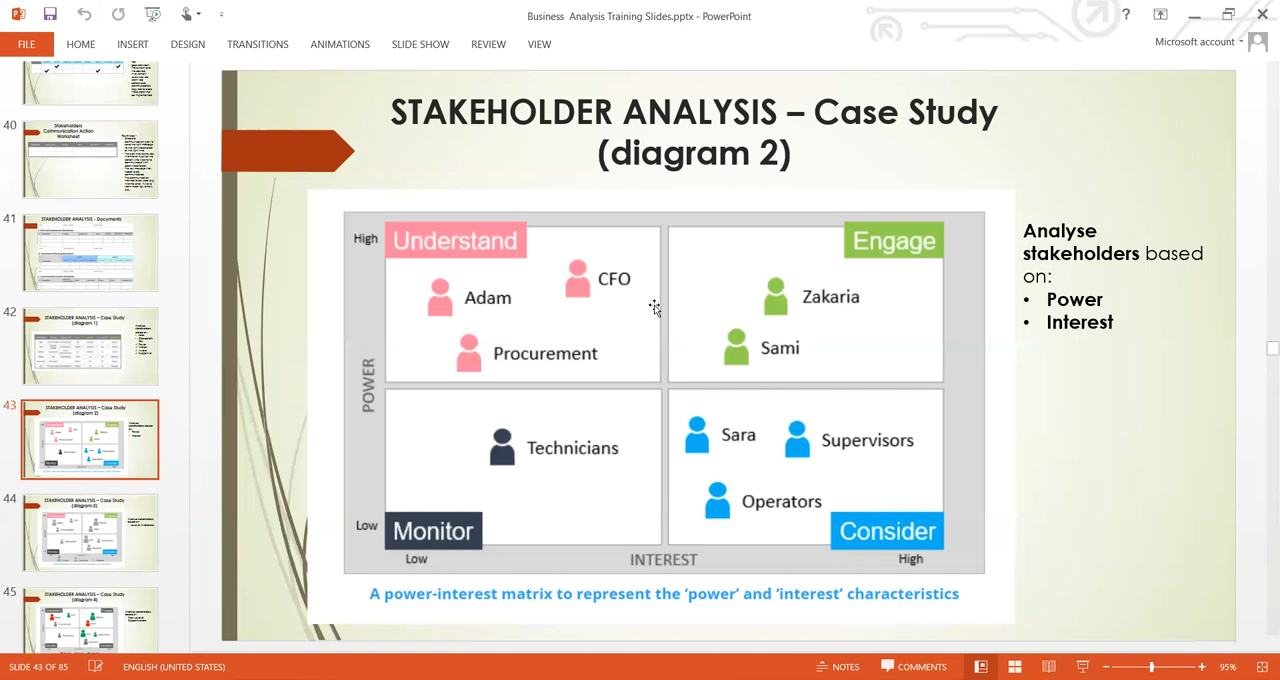 Business  Analysis Training Slides.pptx - PowerPoint
?
FILE
HOME
INSERT
DESIGN
TRANSITIONS
ANIMATIONS
SLIDE SHOW
REVIEW
VIEW
Microsoft account
40
Stakeholders
Communication Action
Worksheet
41
STAKEHOLDER ANALYSIS - Documents
42
STAKEHOLDER ANALYSIS – Case Study
(diagram 1)
43
STAKEHOLDER ANALYSIS – Case Study
(diagram 2)
44
STAKEHOLDER ANALYSIS – Case Study
45
STAKEHOLDER ANALYSIS – Case Study
STAKEHOLDER ANALYSIS – Case Study
(diagram 2)
High
Understand
Engage
Adam
CFO
Procurement
Zakaria
Sami
POWER
Technicians
Sara
Supervisors
Operators
Low
Monitor
Consider
Low
INTEREST
High
A power-interest matrix to represent the ‘power’ and ‘interest’ characteristics
Analyse
stakeholders based
on:
• Power
• Interest
SLIDE 43 OF 85
ENGLISH (UNITED STATES)
NOTES
COMMENTS
95%